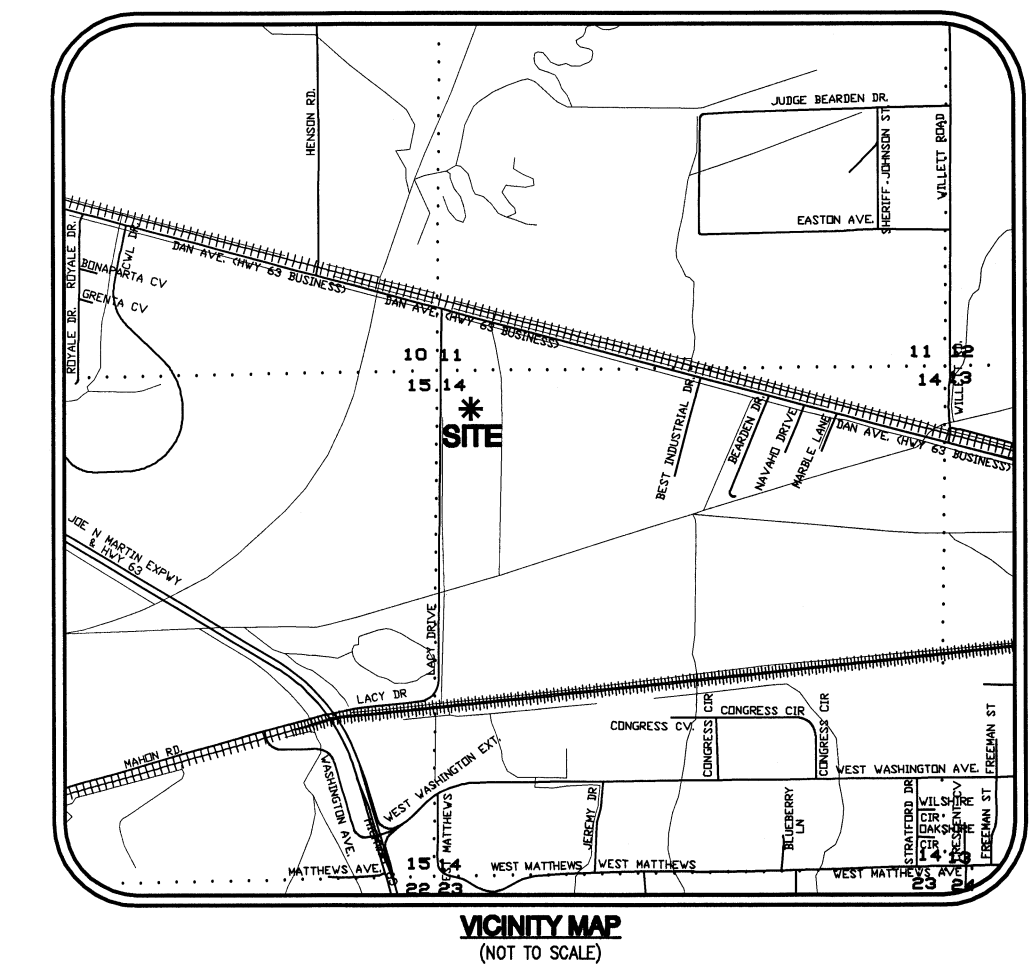 HENSON RD.
JUDGE BEARDEN DR.
SHERIFF JOHNSON ST.
WILLETT ROAD
EASTON AVE.
ROYALE DR.
CWL DR.
DAN AVE. (HWY 63 BUSINESS)
BONAPARTA CV
GRENTA CV
ROYALE DR.
DAN AVE. (HWY 63 BUSINESS)
10 11
15 14
SITE
11 12
14 13
BEST INDUSTRIAL DR.
BEARDEN DR.
NAVAHO DRIVE
MARBLE LANE
DAN AVE. (HWY 63 BUSINESS)
JOE N MARTIN EXPWY
& HWY 63
LACY DRIVE
LACY DR
MAHON RD.
WASHINGTON AVE.
WEST WASHINGTON EXT.
CONGRESS CIR
CONGRESS CV.
CONGRESS CIR
CONGRESS CIR
FREEMAN ST
WEST WASHINGTON AVE.
MATTHEWS
JEREMY DR
BLUEBERRY
LN
STRATFORD DR
WILSHIRE
CIR
OAKSHIRE
CIR
FREEMAN ST
MATTHEWS AVE.
15 14
22 23
WEST MATTHEWS
WEST MATTHEWS
WEST MATTHEWS AVE
14 13
23 24
VICINITY MAP
(NOT TO SCALE)